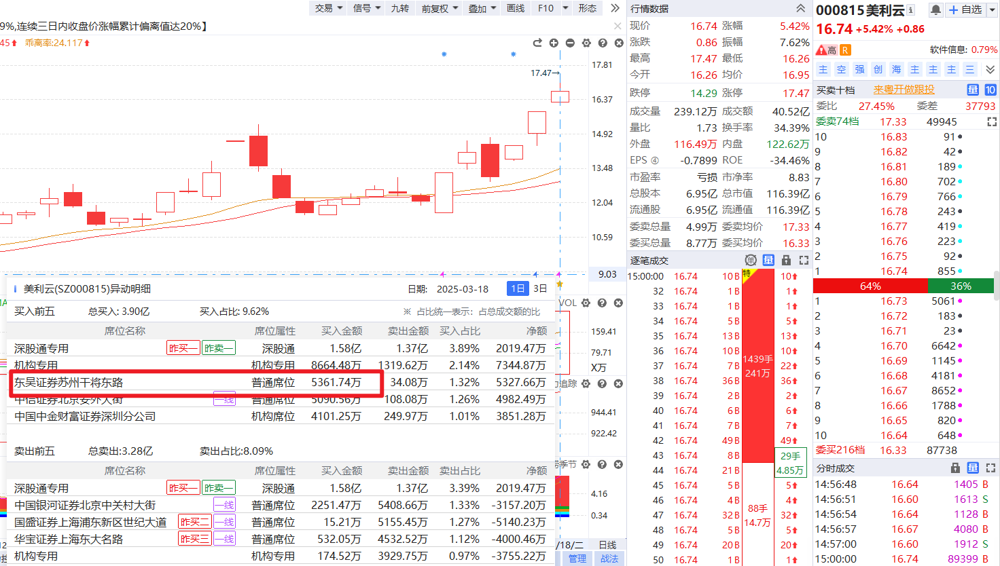 交易 信号 九转 前复权 叠加 画线 F10 形态
9%,连续三日内收盘价涨幅累计偏离值达20%】
45 乖离率:24.117
17.47
17.81
16.37
14.92
13.48
12.04
10.59
9.03
VOL
159.41
79.71
X万
追踪
944.41
922.42
季节
4.16
0.34
/18/二 日线
管理 战法
美利云(SZ000815)异动明细 日期: 2025-03-18 1日 3日
买入前五 总买入: 3.90亿 买入占比: 9.62% ※ 占比统一表示: 占总成交额的比
席位名称 席位属性 买入金额 卖出金额 买入占比 净额
深股通专用 昨买一 昨卖一 深股通 1.58亿 1.37亿 3.89% 2019.47万
机构专用 机构专用 8664.48万 1319.62万 2.14% 7344.87万
东吴证券苏州干将东路 普通席位 5361.74万 34.08万 1.32% 5327.66万
中信证券北京安外大街 一线 普通席位 5090.56万 108.08万 1.26% 4982.49万
中国中金财富证券深圳分公司 机构席位 4101.25万 249.97万 1.01% 3851.28万
卖出前五 总卖出:3.28亿 卖出占比:8.09%
席位名称 席位属性 买入金额 卖出金额 卖出占比 净额
深股通专用 昨买一 昨卖一 深股通 1.58亿 1.37亿 3.39% 2019.47万
中国银河证券北京中关村大街 一线 普通席位 2251.47万 5408.66万 1.33% -3157.20万
国盛证券上海浦东新区世纪大道 昨买二 一线 普通席位 15.21万 5155.45万 1.27% -5140.23万
华宝证券上海东大名路 昨买三 一线 普通席位 532.05万 4532.52万 1.12% -4000.46万
机构专用 机构专用 174.52万 3929.75万 0.97% -3755.22万
行情数据
现价 16.74 涨幅 5.42%
涨跌 0.86 振幅 7.62%
最高 17.47 最低 16.26
今开 16.26 均价 16.95
跌停 14.29 涨停 17.47
成交量 239.12万 成交额 40.52亿
量比 1.73 换手率 34.39%
外盘 116.49万 内盘 122.62万
EPS ④ -0.7899 ROE -34.46%
市盈率 亏损 市净率 8.83
总股本 6.95亿 总市值 116.39亿
流通股 6.95亿 流通值 116.39亿
委卖总量 4.99万 委卖均价 17.33
委买总量 8.77万 委买均价 16.33
逐笔成交 单 量
15:00:00 16.74 10B 特 10
32 16.74 1B 1
33 16.74 1B 1
34 16.74 5B 5
35 16.74 13B 13
36 16.74 10B 10
37 16.74 7B 22
38 16.74 36B 36
39 16.74 2B 2
40 16.74 6B 6
41 16.74 7B 7
42 16.74 49B 49
43 16.74 8B
44 16.74 21B
45 16.74 5B 5
46 16.74 4B 4
47 16.74 32B 32
48 16.74 5B 5
49 16.74 20B 20
50 16.74 1B 1
1439手
241万
29手
4.85万
88手
14.7万
000815美利云 自选
16.74 +5.42% +0.86
高 R 软件信息: 0.79%
主 空 强 创 海 主 主 主 三
买卖十档 来粤开做跟投 量 10
委比 27.45% 委差 37793
委卖74档 17.33 49945
10 16.83 91
9 16.82 42
8 16.81 189
7 16.80 702
6 16.79 766
5 16.78 243
4 16.77 419
3 16.76 223
2 16.75 92
1 16.74 855
64% 36%
1 16.73 5061
2 16.72 183
3 16.71 23
4 16.70 6642
5 16.69 1145
6 16.68 4181
7 16.67 8652
8 16.66 1788
9 16.65 820
10 16.64 648
委买216档 16.33 87738
分时成交 量
14:56:48 16.64 1405 B
14:56:51 16.60 1613 S
14:56:54 16.64 1128 B
14:56:57 16.67 4080 B
14:57:00 16.60 1912 S
15:00:00 16.74 89399 B